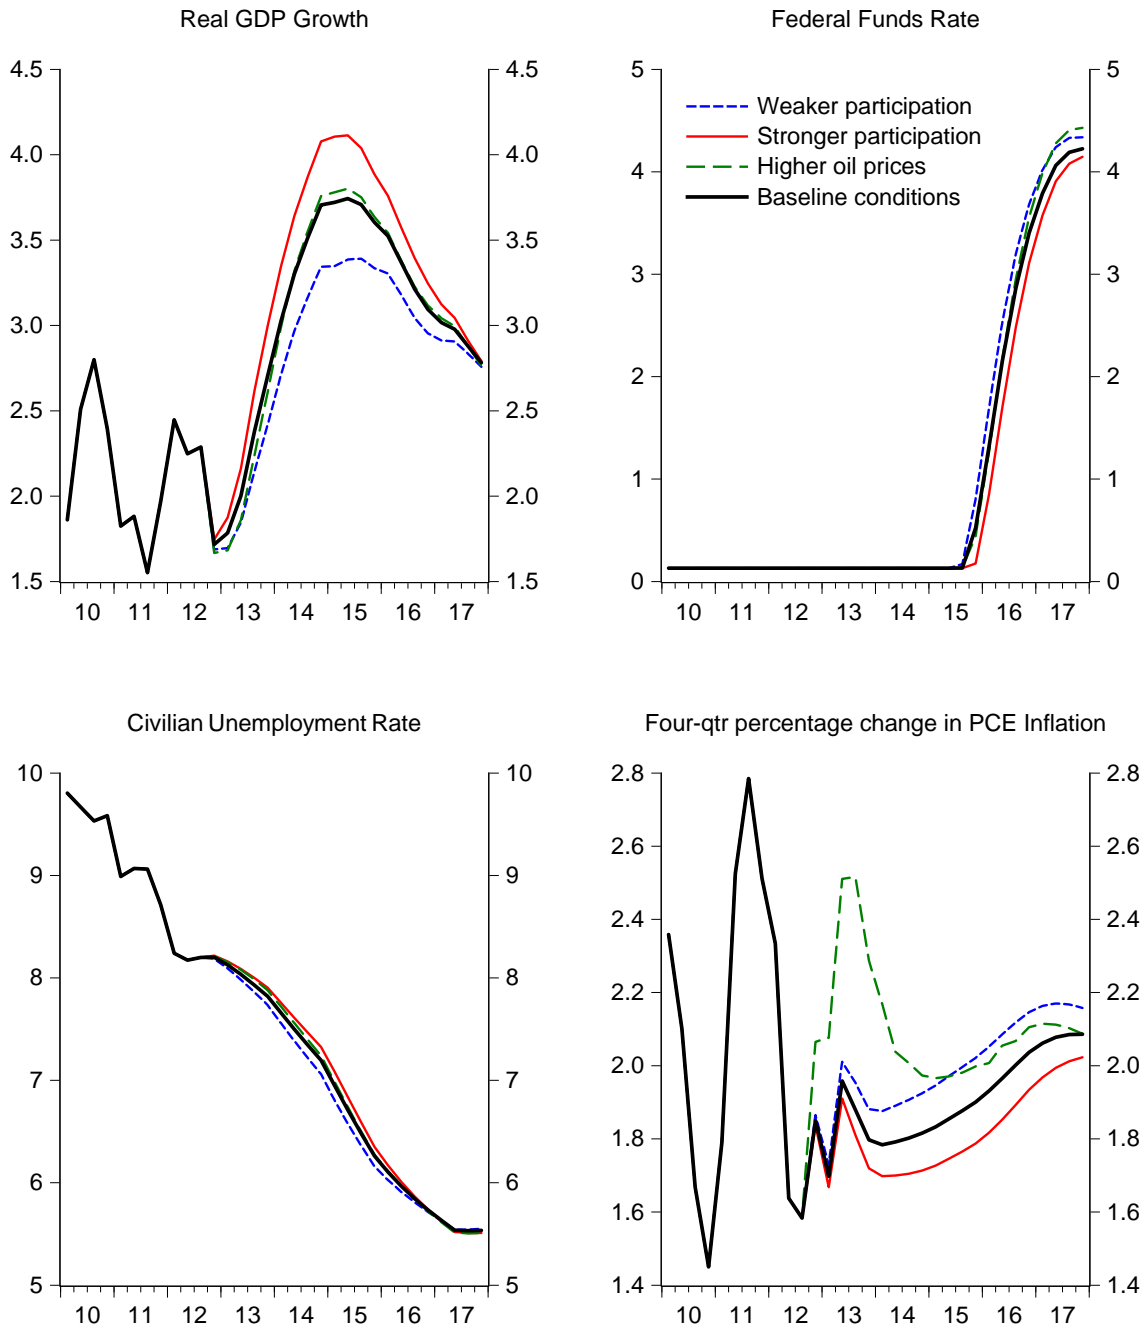 Real GDP Growth
4.5 4.5
4.0 4.0
3.5 3.5
3.0 3.0
2.5 2.5
2.0 2.0
1.5 1.5
10 11 12 13 14 15 16 17
Federal Funds Rate
5 5
Weaker participation
Stronger participation
4 4
Higher oil prices
Baseline conditions
3 3
2 2
1 1
0 0
10 11 12 13 14 15 16 17
Civilian Unemployment Rate
10 10
9 9
8 8
7 7
6 6
5 5
10 11 12 13 14 15 16 17
Four-qtr percentage change in PCE Inflation
2.8 2.8
2.6 2.6
2.4 2.4
2.2 2.2
2.0 2.0
1.8 1.8
1.6 1.6
1.4 1.4
10 11 12 13 14 15 16 17